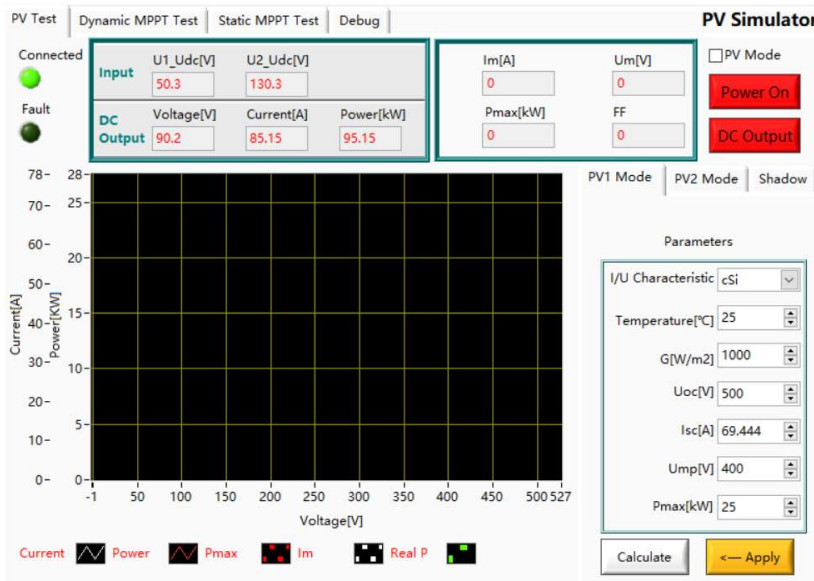 PV Test Dynamic MPPT Test Static MPPT Test Debug PV Simulator
Connected
Fault
Input U1_Udc[V] U2_Udc[V]
50.3 130.3
DC Output Voltage[V] Current[A] Power[kW]
90.2 85.15 95.15
Im[A] Um[V]
0 0
Pmax[kW] FF
0 0
PV Mode
Power On
DC Output
PV1 Mode PV2 Mode Shadow
Parameters
I/U Characteristic cSi
Temperature[℃] 25
G[W/m2] 1000
Uoc[V] 500
Isc[A] 69.444
Ump[V] 400
Pmax[kW] 25
Calculate <— Apply
Current[A]
78 70 60 50 40 30 20 10 0
Power[KW]
28 25 20 15 10 5 0
-1 50 100 150 200 250 300 350 400 450 500 527
Voltage[V]
Current Power Pmax Im Real P